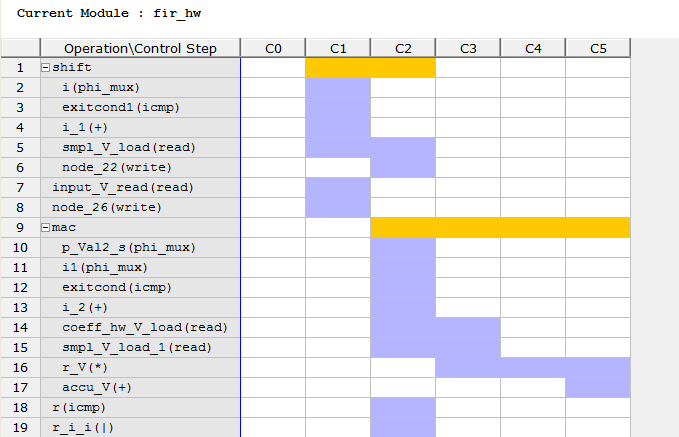 Current Module : fir_hw
Operation\Control Step C0 C1 C2 C3 C4 C5
1 shift
2 i(phi_mux)
3 exitcond1(icmp)
4 i_1(+)
5 smpl_V_load(read)
6 node_22(write)
7 input_V_read(read)
8 node_26(write)
9 mac
10 p_Val2_s(phi_mux)
11 i1(phi_mux)
12 exitcond(icmp)
13 i_2(+)
14 coeff_hw_V_load(read)
15 smpl_V_load_1(read)
16 r_V(*)
17 accu_V(+)
18 r(icmp)
19 r_i_i(|)